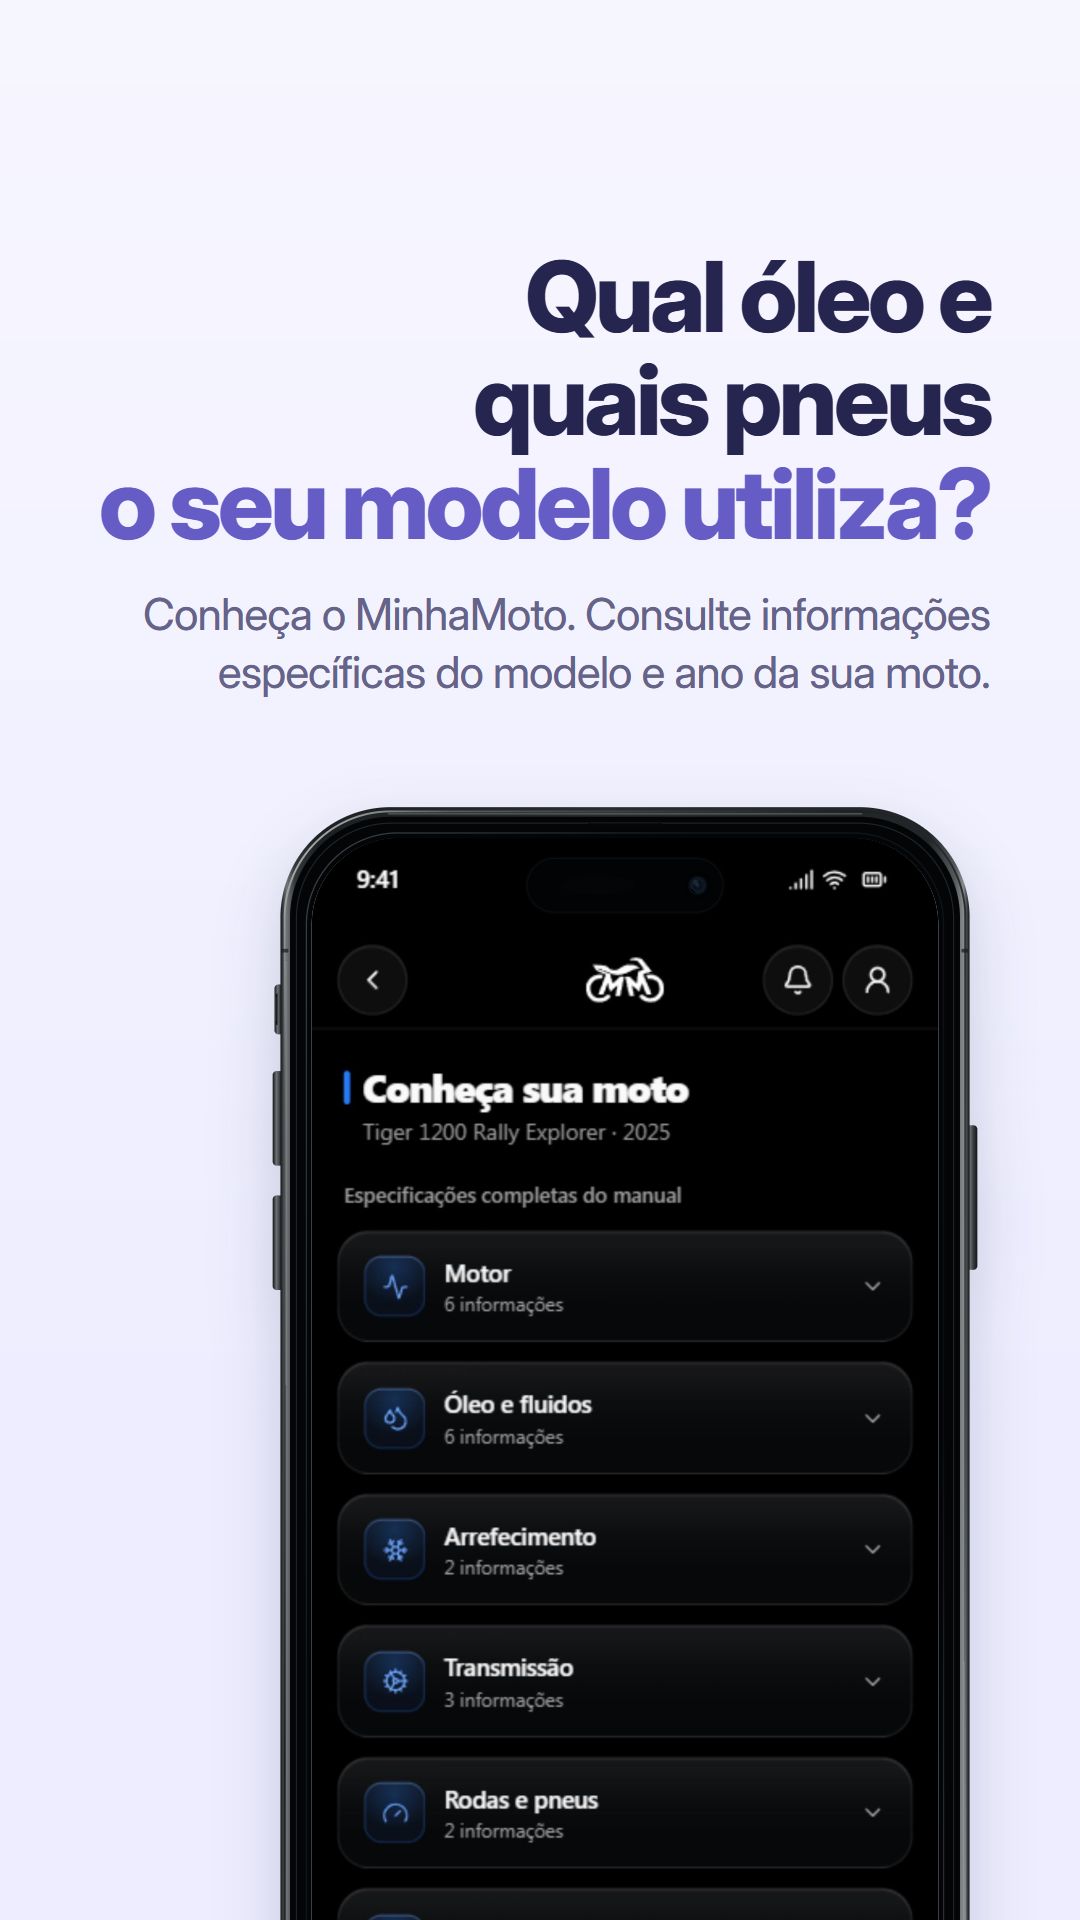 Qual óleo e
quais pneus
o seu modelo utiliza?
Conheça o MinhaMoto. Consulte informações
específicas do modelo e ano da sua moto.
9:41
MM
Conheça sua moto
Tiger 1200 Rally Explorer · 2025
Especificações completas do manual
Motor
6 informações
Óleo e fluidos
6 informações
Arrefecimento
2 informações
Transmissão
3 informações
Rodas e pneus
2 informações